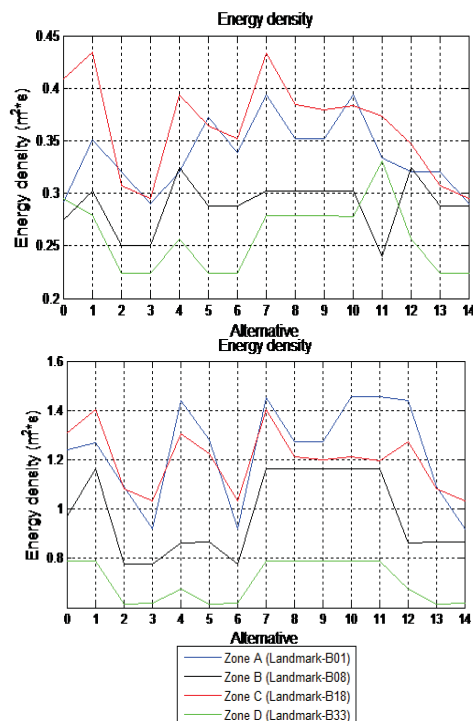 Energy density
0.45
0.4
0.35
0.3
0.25
0.2
Energy density (m²*s)
0 1 2 3 4 5 6 7 8 9 10 11 12 13 14
Alternative
Energy density
1.6
1.4
1.2
1
0.8
Energy density (m²*s)
0 1 2 3 4 5 6 7 8 9 10 11 12 13 14
Alternative
Zone A (Landmark-B01)
Zone B (Landmark-B08)
Zone C (Landmark-B18)
Zone D (Landmark-B33)